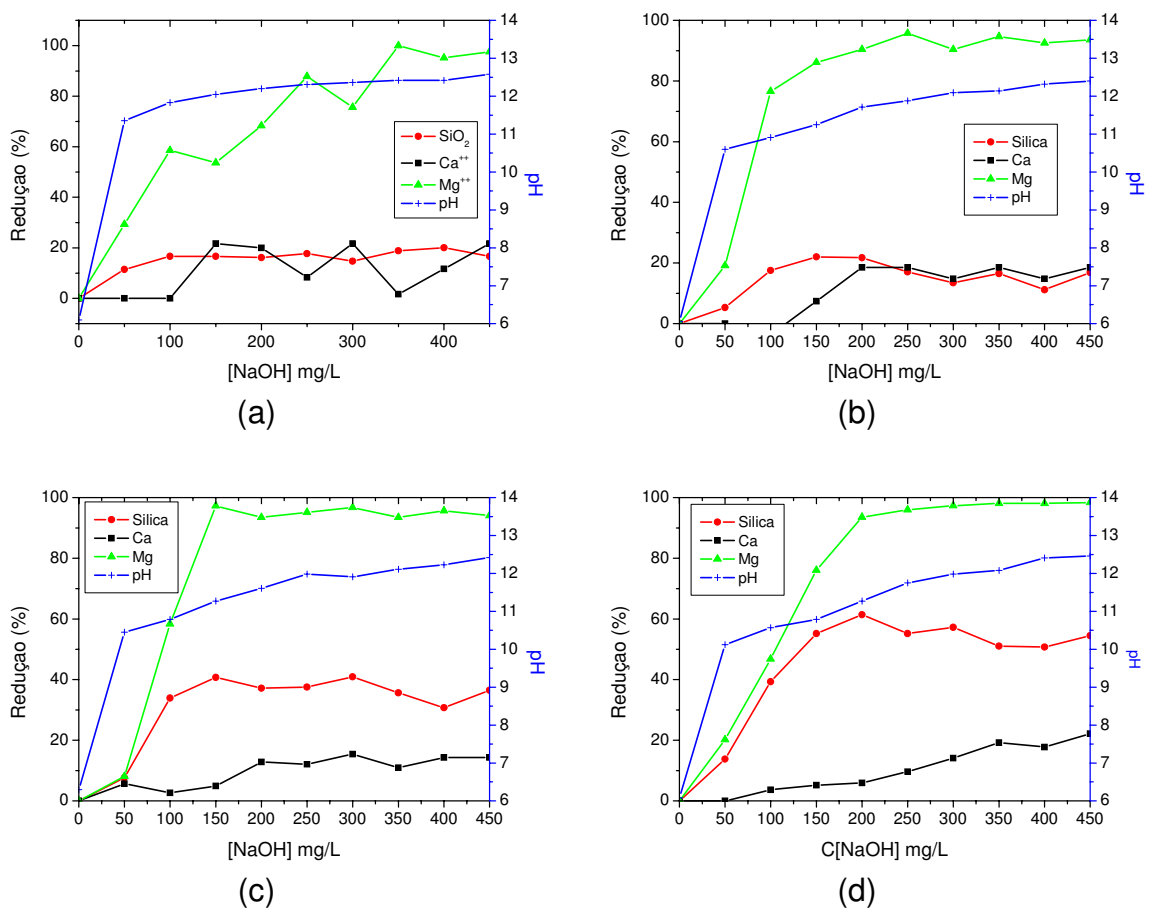 100
80
60
40
20
0
Reduçao (%)
0 50 100 150 200 250 300 350 400
[NaOH] mg/L
14
13
12
11
10
9
8
7
6
pH
SiO₂
Ca⁺⁺
Mg⁺⁺
pH
(a)
100
80
60
40
20
0
Reduçao (%)
0 50 100 150 200 250 300 350 400 450
[NaOH] mg/L
14
13
12
11
10
9
8
7
6
pH
Silica
Ca
Mg
pH
(b)
100
80
60
40
20
0
Reduçao (%)
0 50 100 150 200 250 300 350 400 450
[NaOH] mg/L
14
13
12
11
10
9
8
7
6
pH
Silica
Ca
Mg
pH
(c)
100
80
60
40
20
0
Reduçao (%)
0 50 100 150 200 250 300 350 400 450
C[NaOH] mg/L
14
13
12
11
10
9
8
7
6
pH
Silica
Ca
Mg
pH
(d)